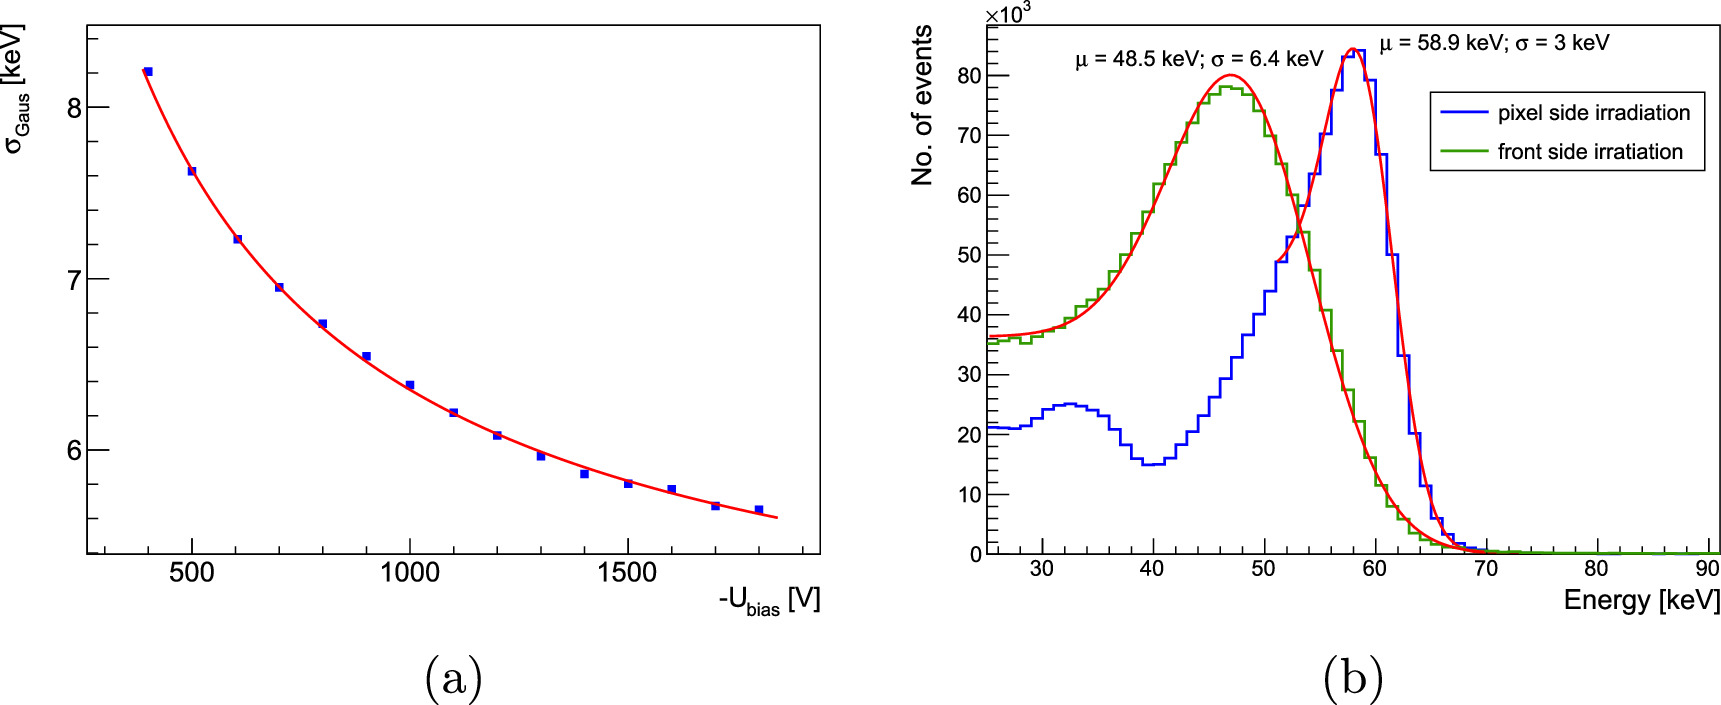 σGaus [keV]
8
7
6
500 1000 1500
-Ubias [V]
(a)
×10³
No. of events
μ = 48.5 keV; σ = 6.4 keV
μ = 58.9 keV; σ = 3 keV
pixel side irradiation
front side irratiation
80
70
60
50
40
30
20
10
0
30 40 50 60 70 80 90
Energy [keV]
(b)